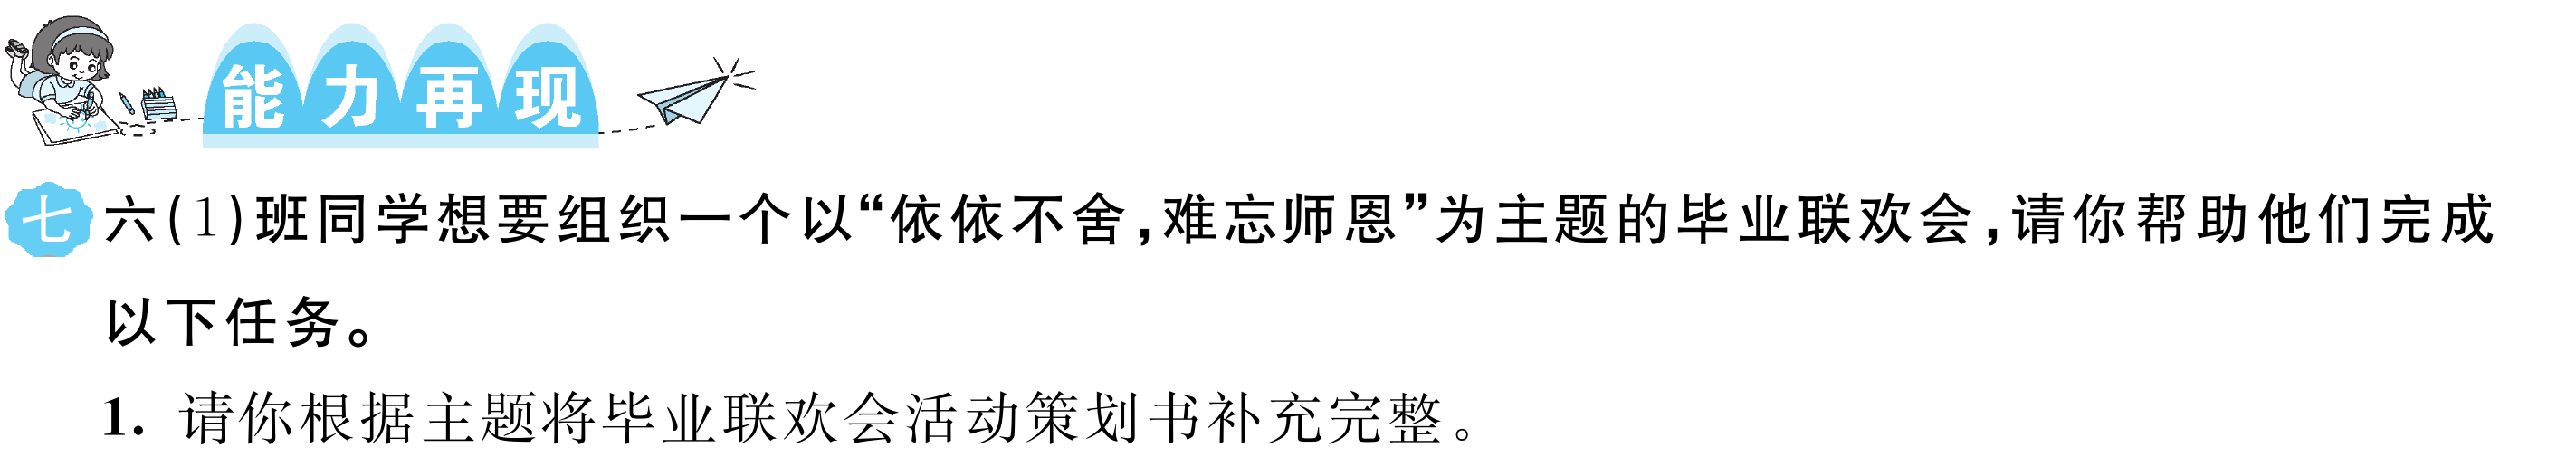 能力再现
七 六(1)班同学想要组织一个以“依依不舍,难忘师恩”为主题的毕业联欢会,请你帮助他们完成
以下任务。
1. 请你根据主题将毕业联欢会活动策划书补充完整。